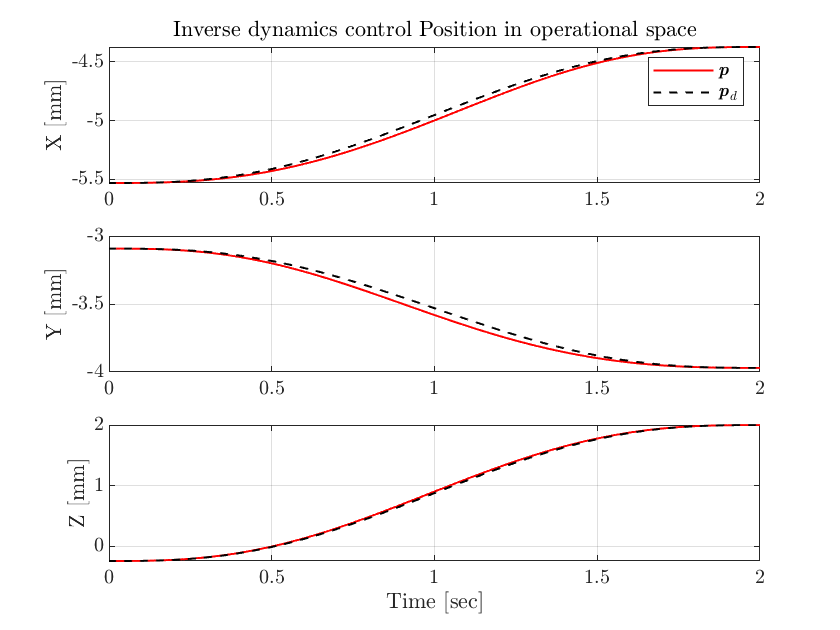 Inverse dynamics control Position in operational space
X [mm]
-4.5
-5
-5.5
p
p_d
0 0.5 1 1.5 2
Y [mm]
-3
-3.5
-4
0 0.5 1 1.5 2
Z [mm]
2
1
0
0 0.5 1 1.5 2
Time [sec]